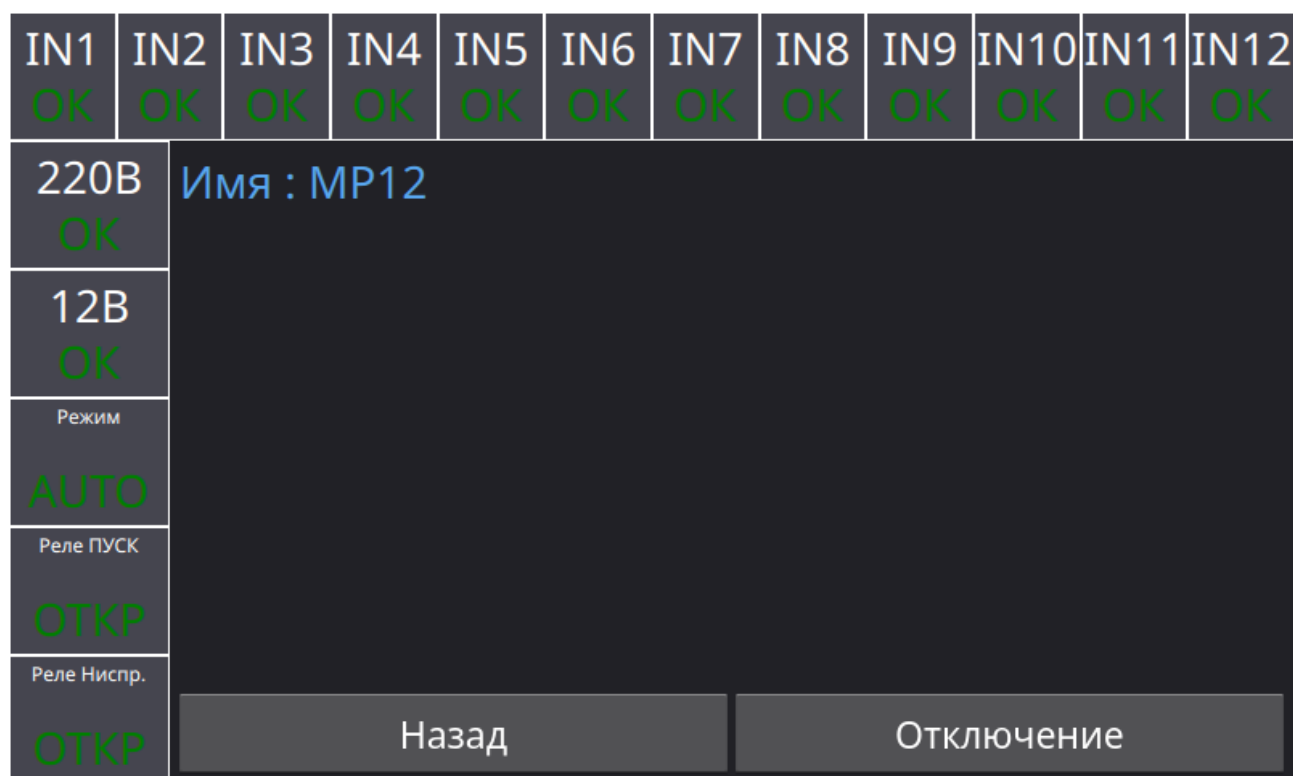 IN1 IN2 IN3 IN4 IN5 IN6 IN7 IN8 IN9 IN10 IN11 IN12
OK OK OK OK OK OK OK OK OK OK OK OK
220В
OK
Имя : МР12
12В
OK
Режим
AUTO
Реле ПУСК
ОТКР
Реле Ниспр.
ОТКР
Назад
Отключение